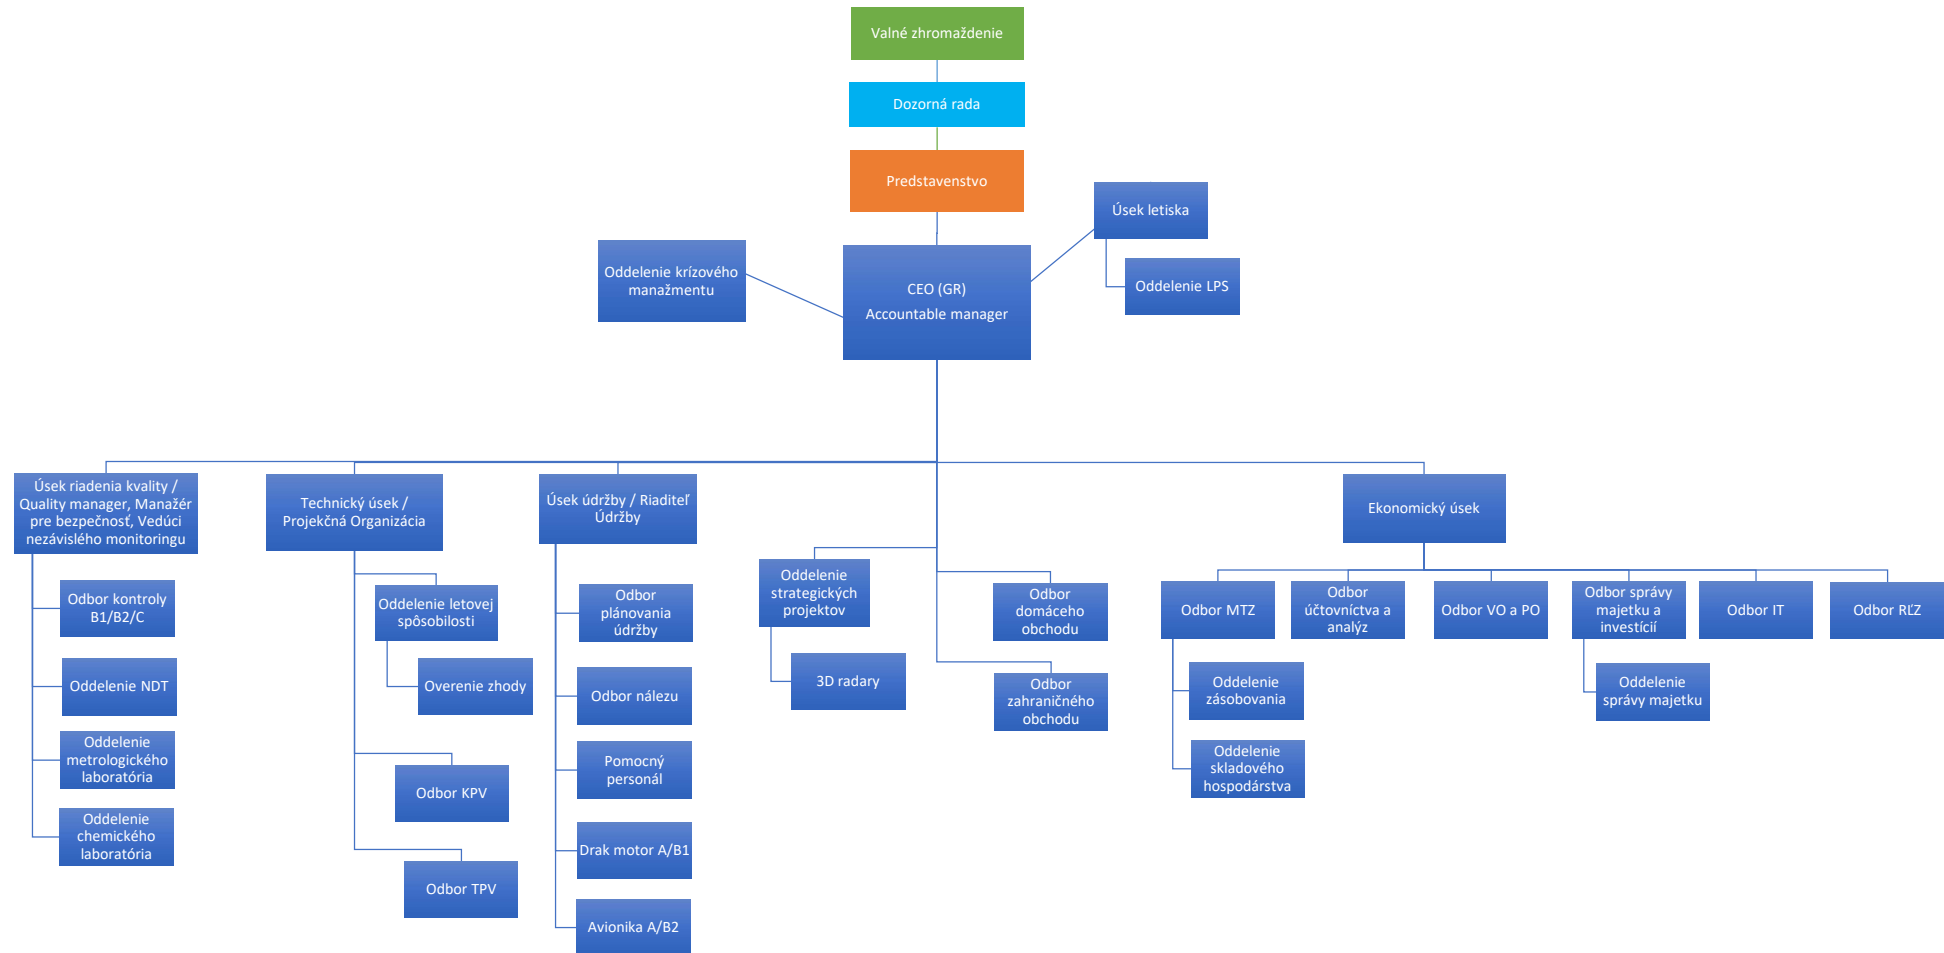 Valné zhromaždenie
Dozorná rada
Predstavenstvo
Úsek letiska
Oddelenie krízového
manažmentu
CEO (GR)
Accountable manager
Oddelenie LPS
Úsek riadenia kvality /
Quality manager, Manažér
pre bezpečnosť, Vedúci
nezávislého monitoringu
Technický úsek /
Projekčná Organizácia
Úsek údržby / Riaditeľ
Údržby
Ekonomický úsek
Odbor kontroly
B1/B2/C
Oddelenie NDT
Oddelenie
metrologického
laboratória
Oddelenie
chemického
laboratória
Oddelenie letovej
spôsobilosti
Overenie zhody
Odbor KPV
Odbor TPV
Odbor
plánovania
údržby
Odbor nálezu
Pomocný
personál
Drak motor A/B1
Avionika A/B2
Oddelenie
strategických
projektov
3D radary
Odbor
domáceho
obchodu
Odbor
zahraničného
obchodu
Odbor MTZ
Oddelenie
zásobovania
Oddelenie
skladového
hospodárstva
Odbor
účtovníctva a
analýz
Odbor VO a PO
Odbor správy
majetku a
investícií
Oddelenie
správy majetku
Odbor IT
Odbor RĽZ